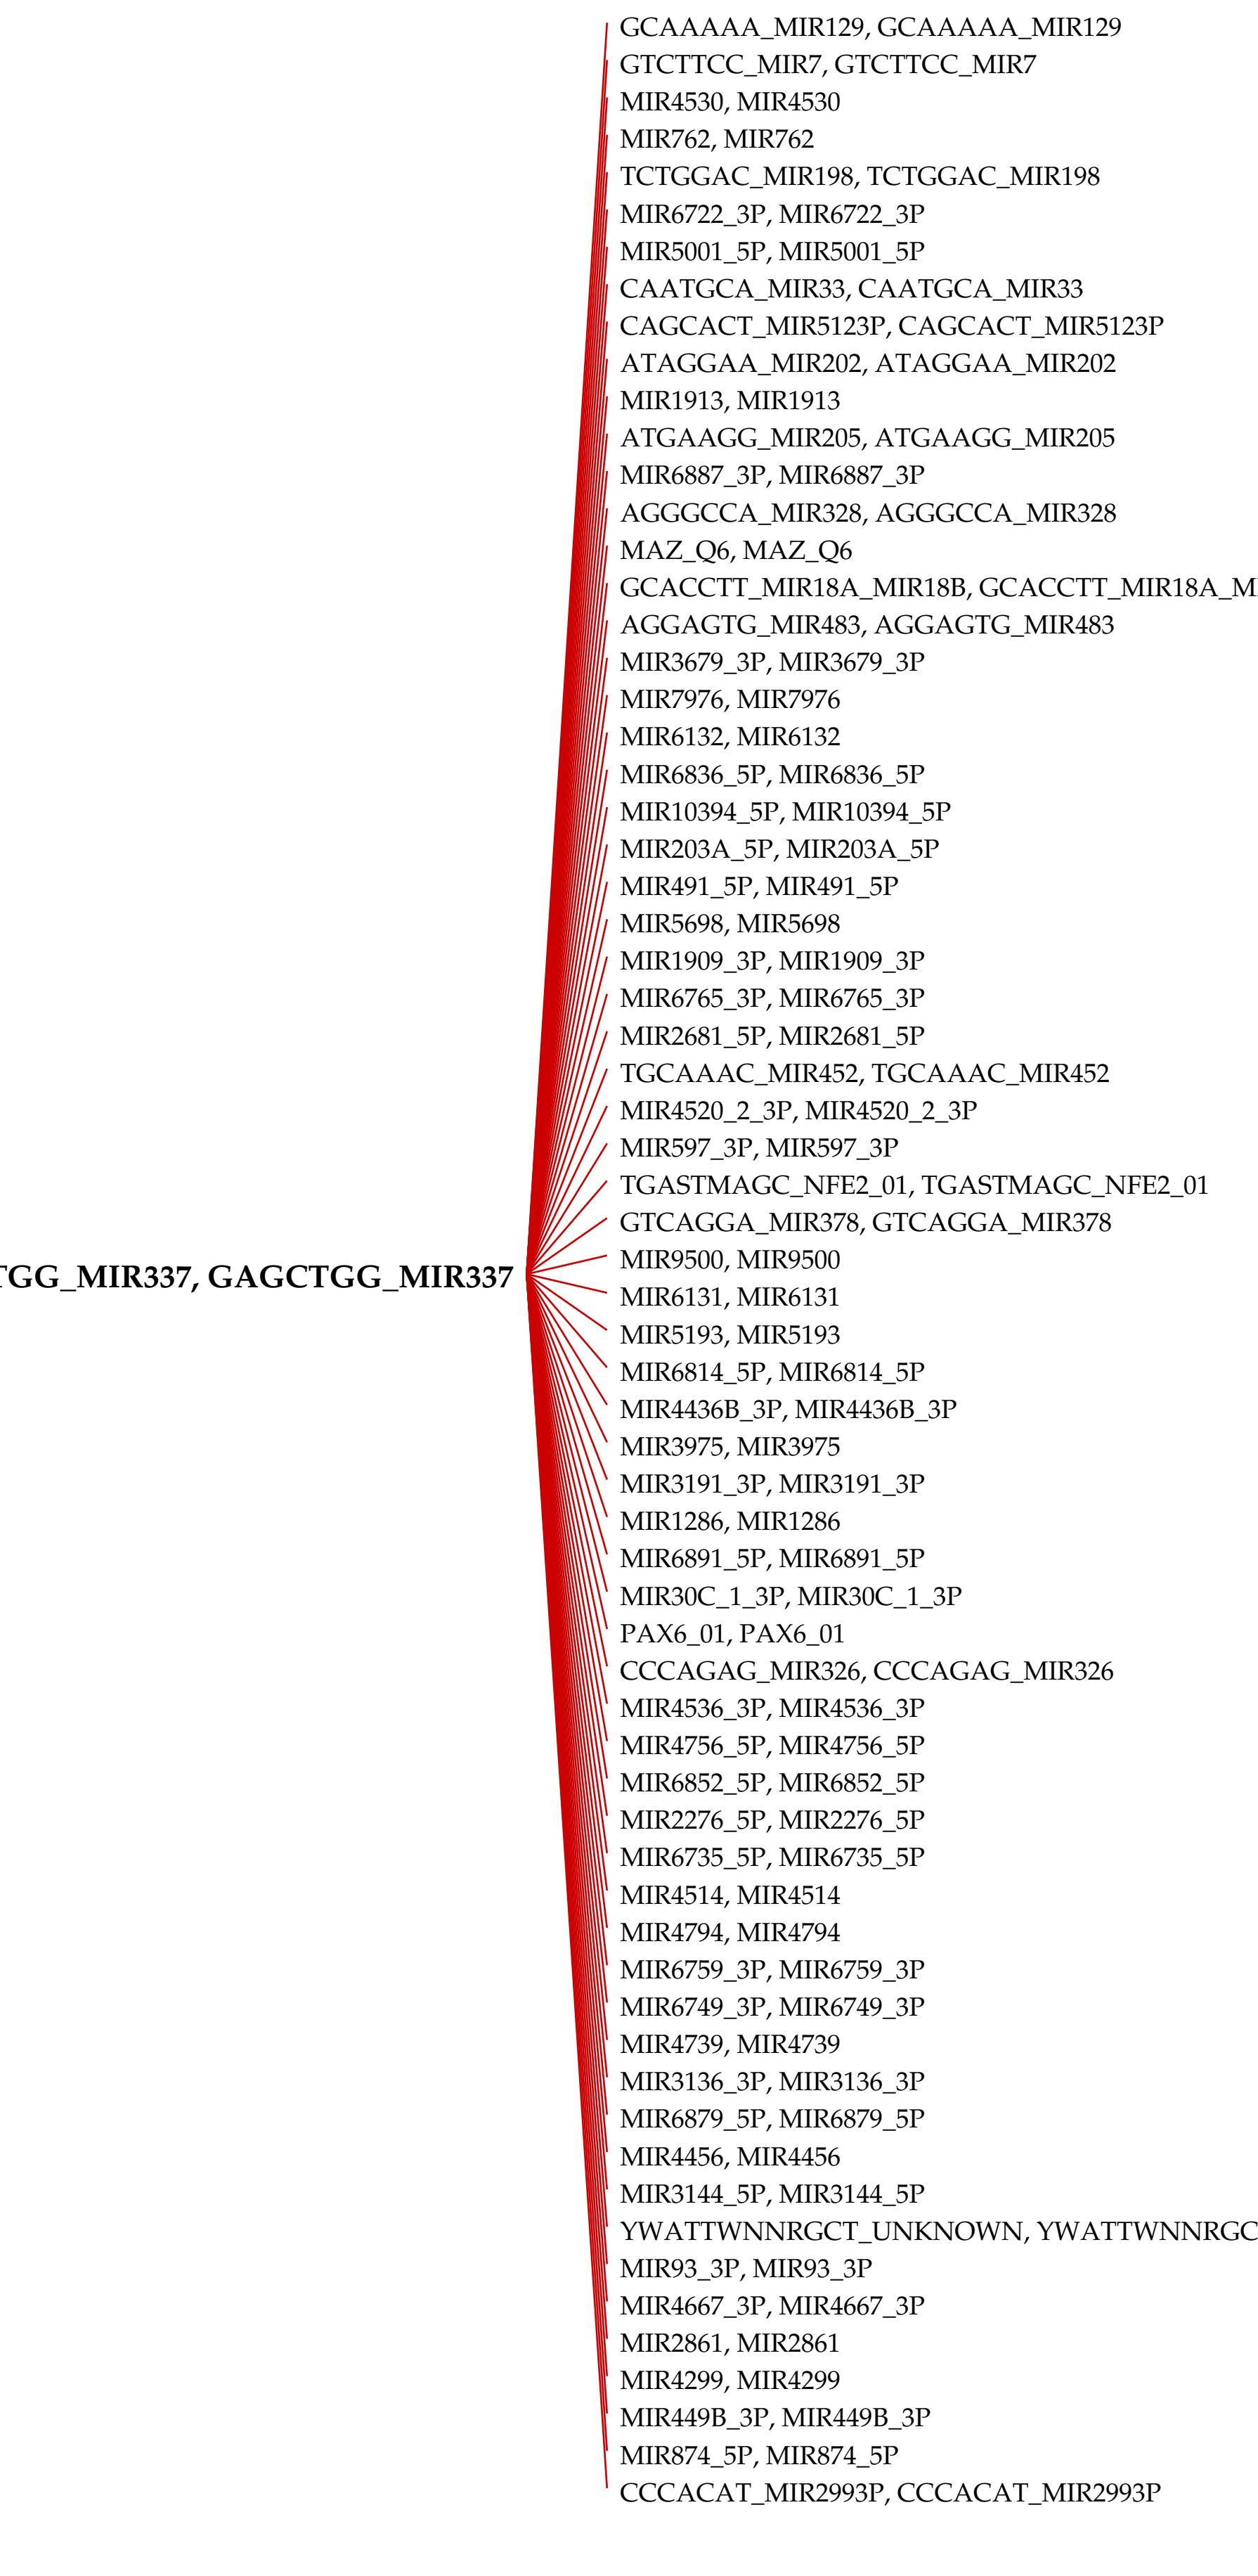 GCAAAAA_MIR129, GCAAAAA_MIR129
GTCTTCC_MIR7, GTCTTCC_MIR7
MIR4530, MIR4530
MIR762, MIR762
TCTGGAC_MIR198, TCTGGAC_MIR198
MIR6722_3P, MIR6722_3P
MIR5001_5P, MIR5001_5P
CAATGCA_MIR33, CAATGCA_MIR33
CAGCACT_MIR5123P, CAGCACT_MIR5123P
ATAGGAA_MIR202, ATAGGAA_MIR202
MIR1913, MIR1913
ATGAAGG_MIR205, ATGAAGG_MIR205
MIR6887_3P, MIR6887_3P
AGGGCCA_MIR328, AGGGCCA_MIR328
MAZ_Q6, MAZ_Q6
GCACCTT_MIR18A_MIR18B, GCACCTT_MIR18A_M
AGGAGTG_MIR483, AGGAGTG_MIR483
MIR3679_3P, MIR3679_3P
MIR7976, MIR7976
MIR6132, MIR6132
MIR6836_5P, MIR6836_5P
MIR10394_5P, MIR10394_5P
MIR203A_5P, MIR203A_5P
MIR491_5P, MIR491_5P
MIR5698, MIR5698
MIR1909_3P, MIR1909_3P
MIR6765_3P, MIR6765_3P
MIR2681_5P, MIR2681_5P
TGCAAAC_MIR452, TGCAAAC_MIR452
MIR4520_2_3P, MIR4520_2_3P
MIR597_3P, MIR597_3P
TGASTMAGC_NFE2_01, TGASTMAGC_NFE2_01
GTCAGGA_MIR378, GTCAGGA_MIR378
MIR9500, MIR9500
TGG_MIR337, GAGCTGG_MIR337
MIR6131, MIR6131
MIR5193, MIR5193
MIR6814_5P, MIR6814_5P
MIR4436B_3P, MIR4436B_3P
MIR3975, MIR3975
MIR3191_3P, MIR3191_3P
MIR1286, MIR1286
MIR6891_5P, MIR6891_5P
MIR30C_1_3P, MIR30C_1_3P
PAX6_01, PAX6_01
CCCAGAG_MIR326, CCCAGAG_MIR326
MIR4536_3P, MIR4536_3P
MIR4756_5P, MIR4756_5P
MIR6852_5P, MIR6852_5P
MIR2276_5P, MIR2276_5P
MIR6735_5P, MIR6735_5P
MIR4514, MIR4514
MIR4794, MIR4794
MIR6759_3P, MIR6759_3P
MIR6749_3P, MIR6749_3P
MIR4739, MIR4739
MIR3136_3P, MIR3136_3P
MIR6879_5P, MIR6879_5P
MIR4456, MIR4456
MIR3144_5P, MIR3144_5P
YWATTWNNRGCT_UNKNOWN, YWATTWNNRGC
MIR93_3P, MIR93_3P
MIR4667_3P, MIR4667_3P
MIR2861, MIR2861
MIR4299, MIR4299
MIR449B_3P, MIR449B_3P
MIR874_5P, MIR874_5P
CCCACAT_MIR2993P, CCCACAT_MIR2993P